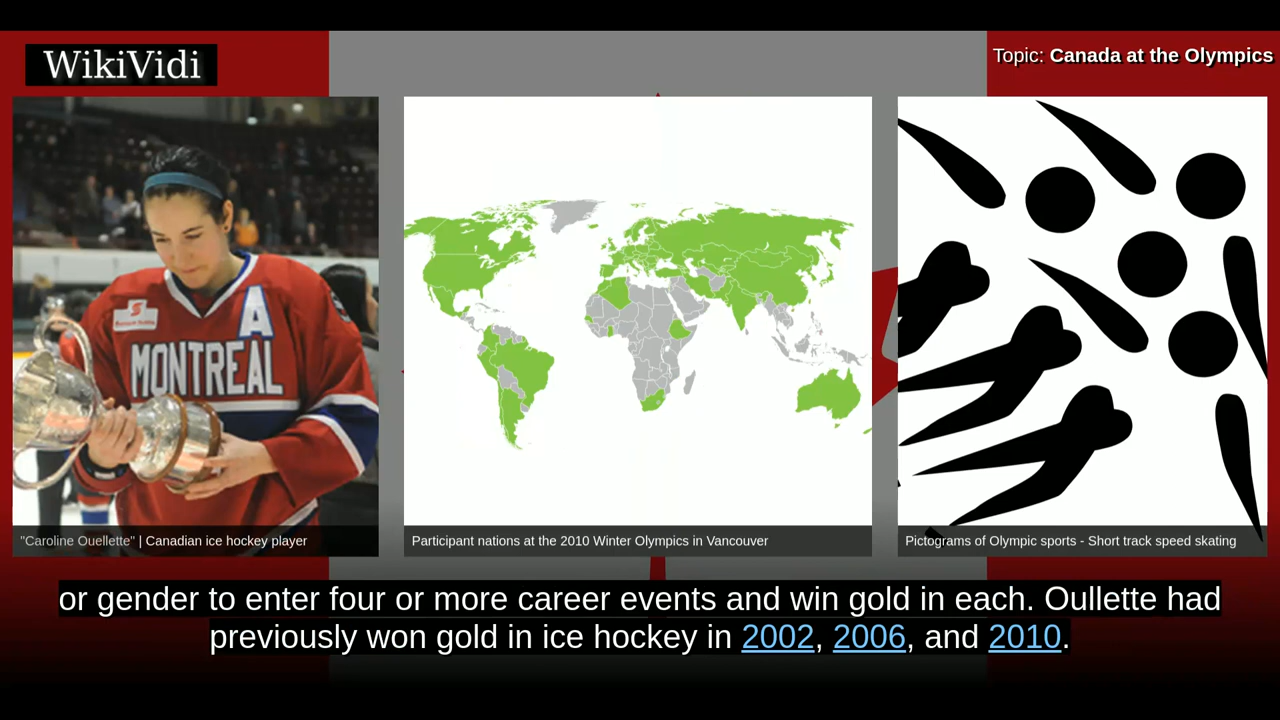 WikiVidi
Topic: Canada at the Olympics
A
MONTREAL
"Caroline Ouellette" | Canadian ice hockey player
Participant nations at the 2010 Winter Olympics in Vancouver
Pictograms of Olympic sports - Short track speed skating
or gender to enter four or more career events and win gold in each. Oullette had
previously won gold in ice hockey in 2002, 2006, and 2010.